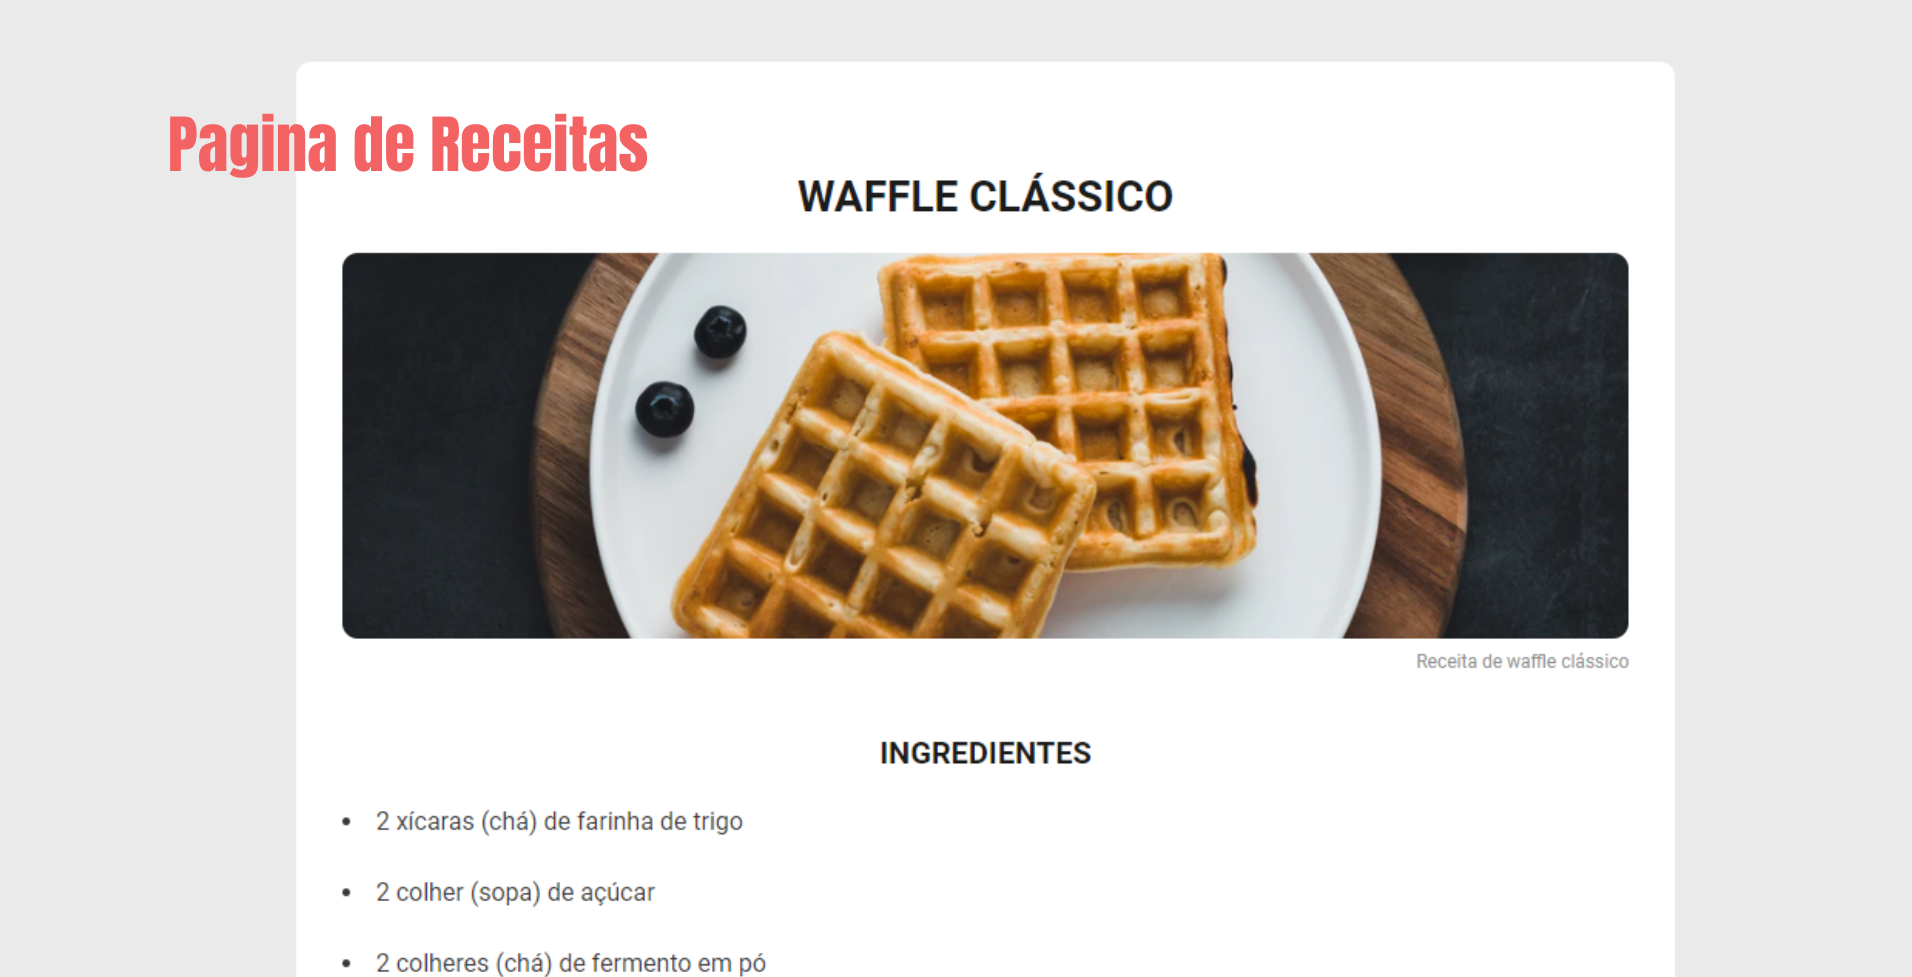 Pagina de Receitas
WAFFLE CLÁSSICO
Receita de waffle clássico
INGREDIENTES
• 2 xícaras (chá) de farinha de trigo
• 2 colher (sopa) de açúcar
• 2 colheres (chá) de fermento em pó